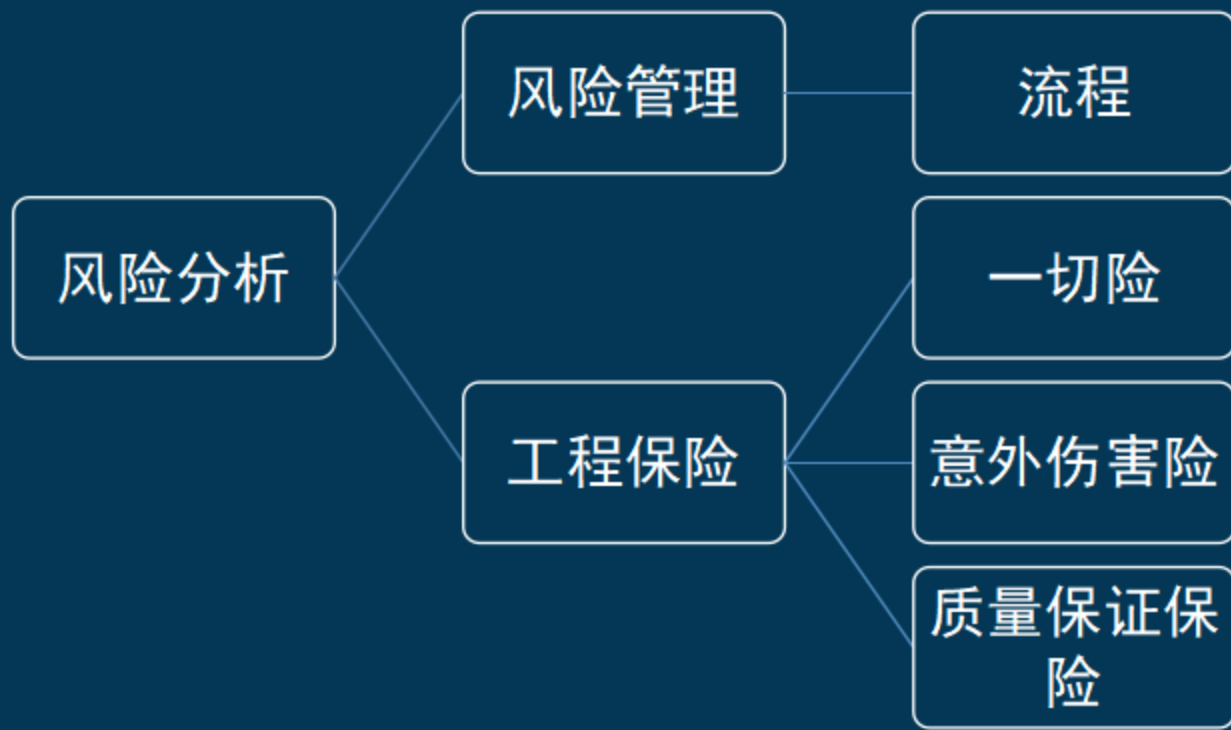 风险管理
流程
风险分析
一切险
工程保险
意外伤害险
质量保证保
险